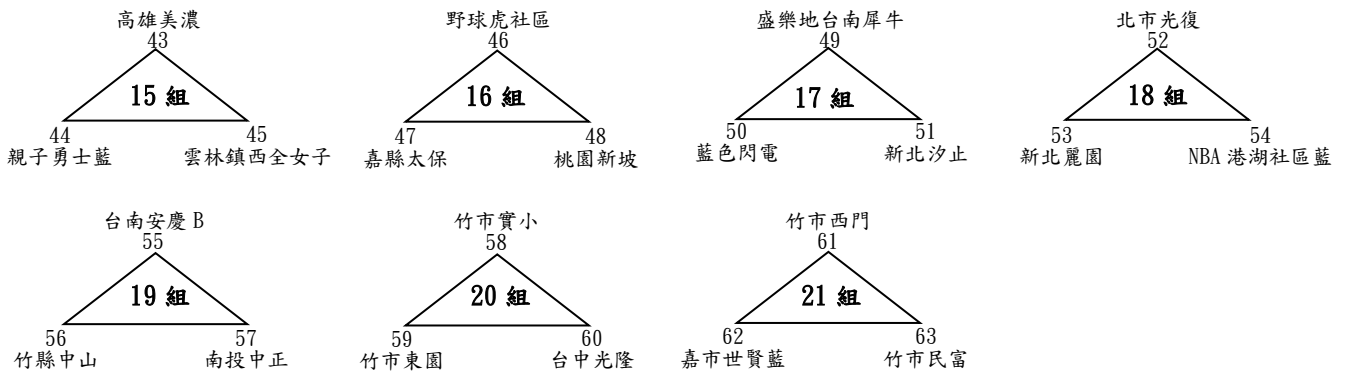 高雄美濃 野球虎社區 盛樂地台南犀牛 北市光復
43 46 49 52
15 組 16 組 17 組 18 組
44 45 47 48 50 51 53 54
親子勇士藍 雲林鎮西全女子 嘉縣太保 桃園新坡 藍色閃電 新北汐止 新北麗園 NBA 港湖社區藍
台南安慶 B 竹市實小 竹市西門
55 58 61
19 組 20 組 21 組
56 57 59 60 62 63
竹縣中山 南投中正 竹市東園 台中光隆 嘉市世賢藍 竹市民富